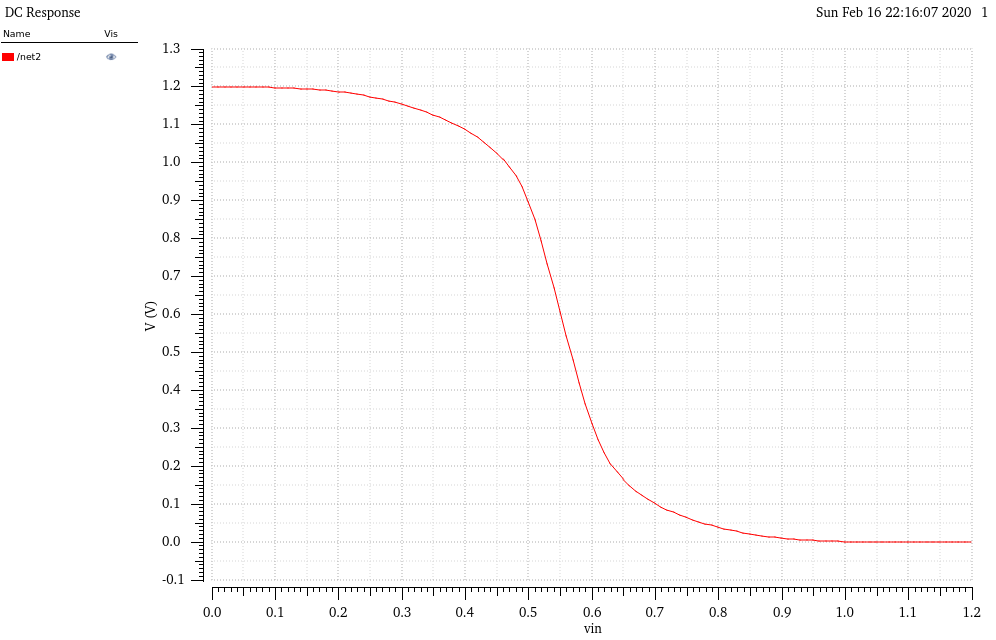 DC Response
Sun Feb 16 22:16:07 2020 1
Name Vis
/net2
1.3
1.2
1.1
1.0
0.9
0.8
0.7
0.6
0.5
0.4
0.3
0.2
0.1
0.0
-0.1
V (V)
0.0 0.1 0.2 0.3 0.4 0.5 0.6 0.7 0.8 0.9 1.0 1.1 1.2
vin